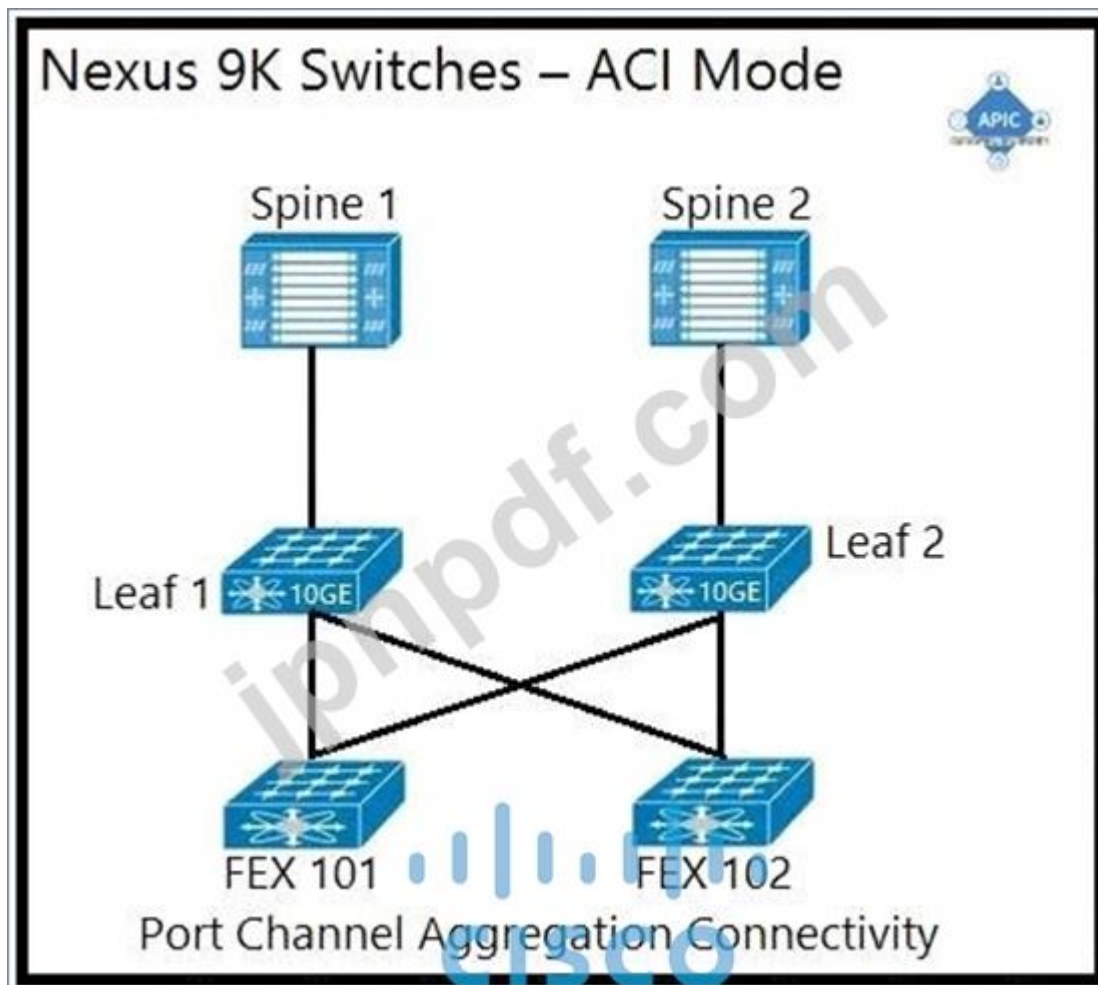 Nexus 9K Switches – ACI Mode
APIC
Spine 1
Spine 2
Leaf 1
10GE
10GE
Leaf 2
jpnpdf.com
FEX 101
FEX 102
Port Channel Aggregation Connectivity
CISCO